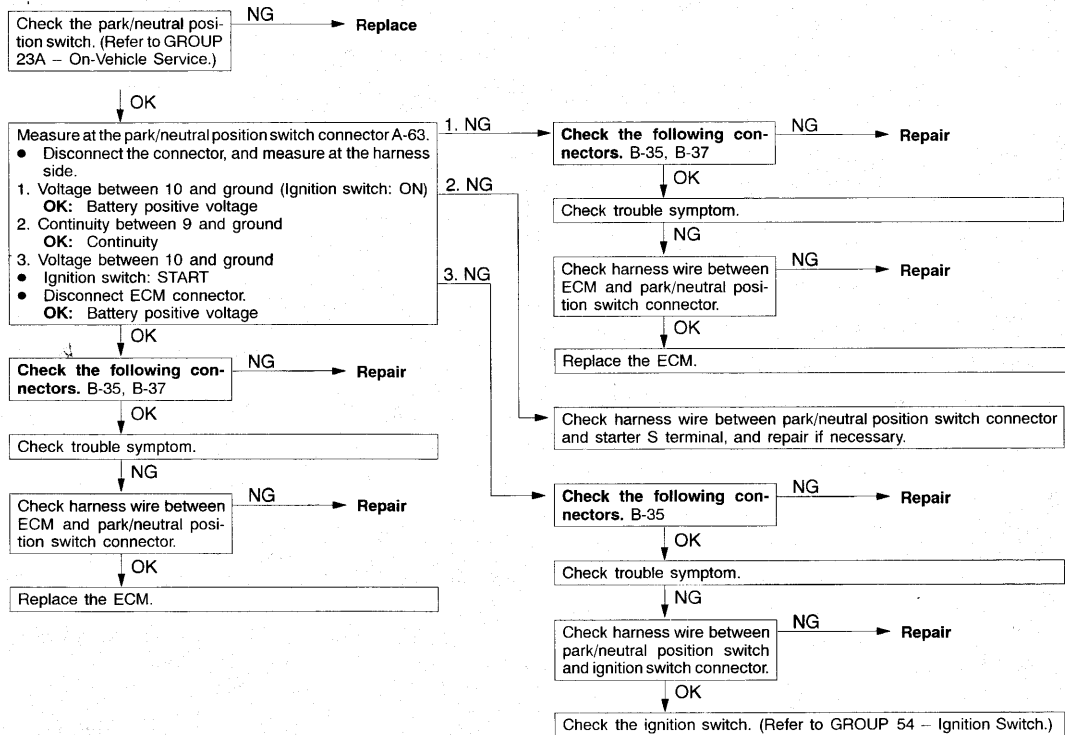 Check the park/neutral posi-
tion switch. (Refer to GROUP
23A – On-Vehicle Service.)
NG
Replace
OK
Measure at the park/neutral position switch connector A-63.
● Disconnect the connector, and measure at the harness
side.
1. Voltage between 10 and ground (Ignition switch: ON)
OK: Battery positive voltage
2. Continuity between 9 and ground
OK: Continuity
3. Voltage between 10 and ground
● Ignition switch: START
● Disconnect ECM connector.
OK: Battery positive voltage
OK
Check the following con-
nectors. B-35, B-37
NG
Repair
OK
Check trouble symptom.
NG
Check harness wire between
ECM and park/neutral posi-
tion switch connector.
NG
Repair
OK
Replace the ECM.
1. NG
Check the following con-
nectors. B-35, B-37
NG
Repair
OK
Check trouble symptom.
NG
Check harness wire between
ECM and park/neutral posi-
tion switch connector.
NG
Repair
OK
Replace the ECM.
2. NG
Check harness wire between park/neutral position switch connector
and starter S terminal, and repair if necessary.
3. NG
Check the following con-
nectors. B-35
NG
Repair
OK
Check trouble symptom.
NG
Check harness wire between
park/neutral position switch
and ignition switch connector.
NG
Repair
OK
Check the ignition switch. (Refer to GROUP 54 – Ignition Switch.)